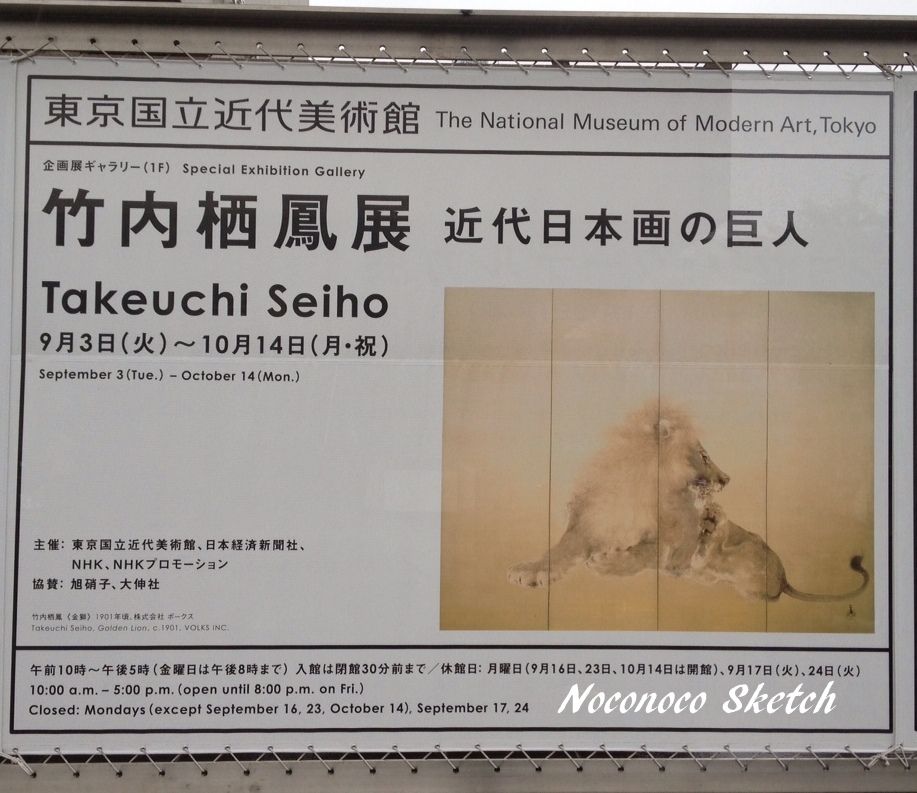 東京国立近代美術館 The National Museum of Modern Art, Tokyo
企画展ギャラリー(1F) Special Exhibition Gallery
竹内栖鳳展 近代日本画の巨人
Takeuchi Seiho
9月3日(火)～10月14日(月・祝)
September 3(Tue.) – October 14(Mon.)
主催: 東京国立近代美術館、日本経済新聞社、
NHK、NHKプロモーション
協賛: 旭硝子、大伸社
竹内栖鳳《金獅》1901年頃, 株式会社 ボークス
Takeuchi Seiho, Golden Lion, c.1901, VOLKS INC.
午前10時～午後5時(金曜日は午後8時まで) 入館は閉館30分前まで／休館日: 月曜日(9月16日、23日、10月14日は開館)、9月17日(火)、24日(火)
10:00 a.m. – 5:00 p.m. (open until 8:00 p.m. on Fri.)
Closed: Mondays (except September 16, 23, October 14), September 17, 24
Noconoco Sketch